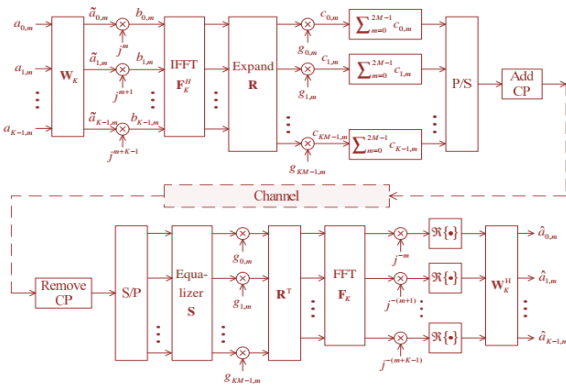 a_{0,m} ã_{0,m} b_{0,m} c_{0,m} ∑_{m=0}^{2M-1} c_{0,m}
j^m g_{0,m}
a_{1,m} ã_{1,m} b_{1,m} c_{1,m} ∑_{m=0}^{2M-1} c_{1,m}
W_K j^{m+1} IFFT F_K^H Expand R g_{1,m} P/S Add CP
a_{K-1,m} ã_{K-1,m} b_{K-1,m} c_{KM-1,m} ∑_{m=0}^{2M-1} c_{K-1,m}
j^{m+K-1} g_{KM-1,m}
Channel
g_{0,m} j^{-m} ℜ{•} â_{0,m}
Remove CP S/P Equa-lizer S g_{1,m} R^T FFT F_K j^{-(m+1)} ℜ{•} W_K^H â_{1,m}
g_{KM-1,m} j^{-(m+K-1)} ℜ{•} â_{K-1,m}